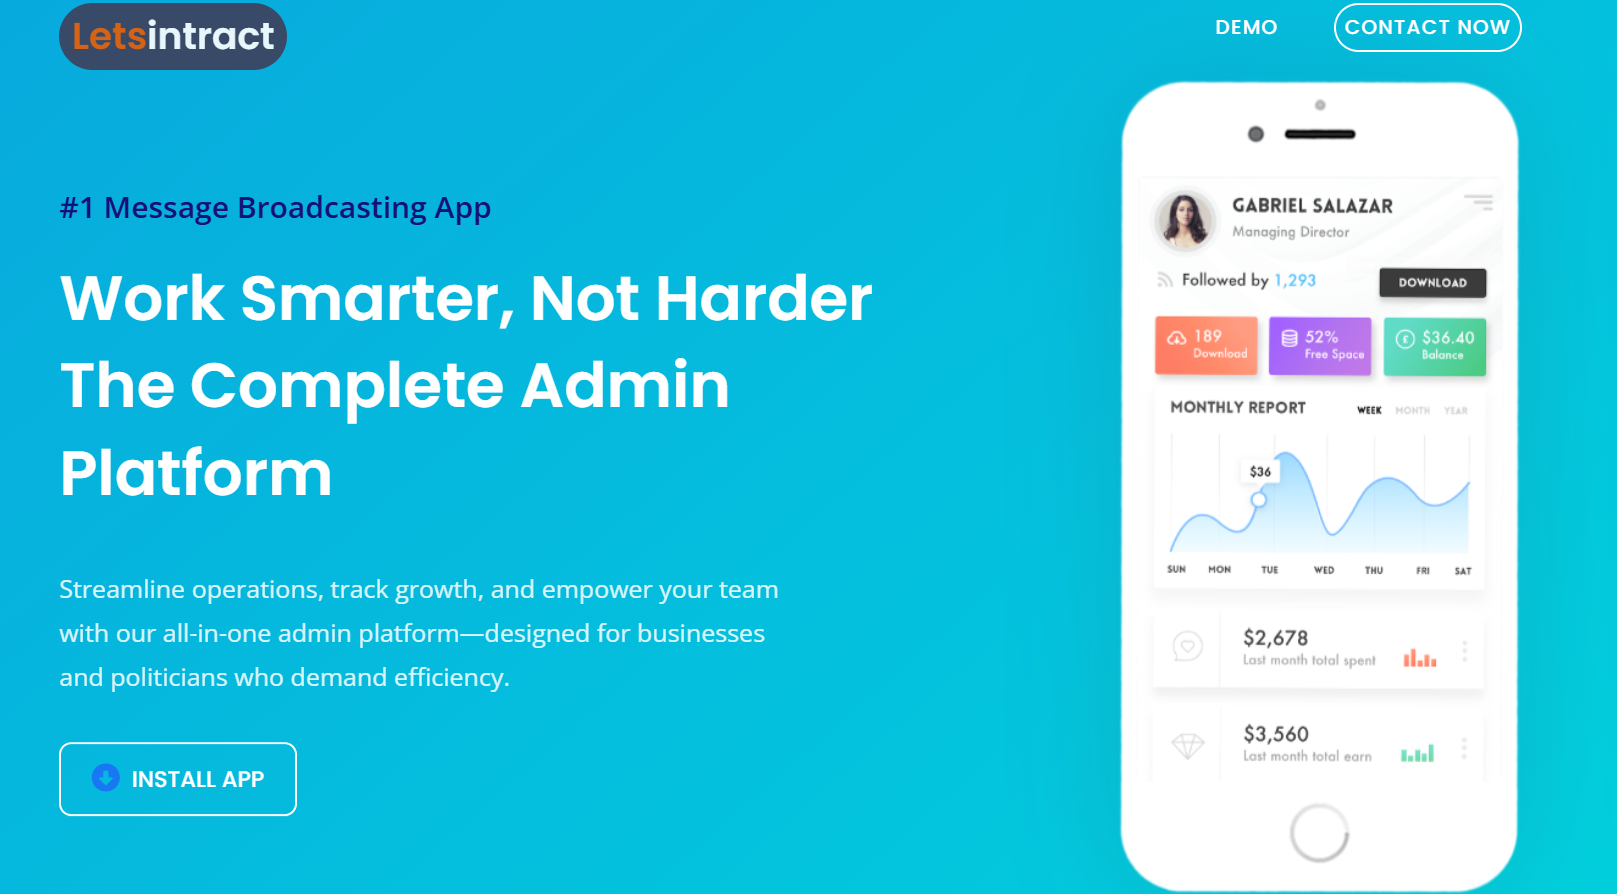 Letsintract
DEMO
CONTACT NOW
#1 Message Broadcasting App
Work Smarter, Not Harder
The Complete Admin
Platform
Streamline operations, track growth, and empower your team
with our all-in-one admin platform—designed for businesses
and politicians who demand efficiency.
INSTALL APP
GABRIEL SALAZAR
Managing Director
Followed by 1,293
DOWNLOAD
189
Download
52%
Free Space
£
$36.40
Balance
MONTHLY REPORT
WEEK MONTH YEAR
$36
SUN MON TUE WED THU FRI SAT
$2,678
Last month total spent
$3,560
Last month total earn